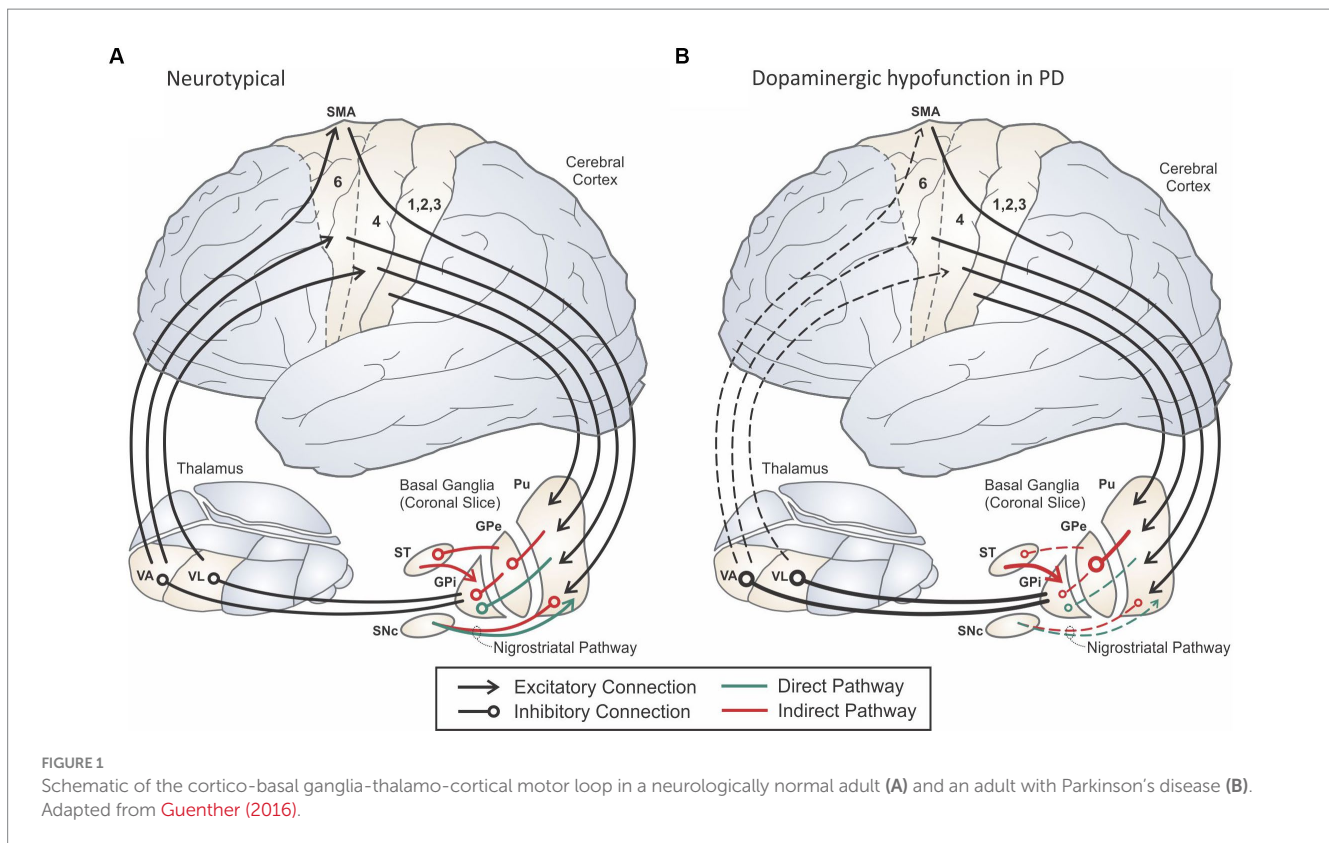 A
Neurotypical
SMA
Cerebral
Cortex
6
4
1,2,3
Thalamus
Basal Ganglia
(Coronal Slice)
Pu
GPe
ST
GPi
VA
VL
SNc
Nigrostriatal Pathway
B
Dopaminergic hypofunction in PD
SMA
Cerebral
Cortex
6
4
1,2,3
Thalamus
Basal Ganglia
(Coronal Slice)
Pu
GPe
ST
GPi
VA
VL
SNc
Nigrostriatal Pathway
Excitatory Connection
Direct Pathway
Inhibitory Connection
Indirect Pathway
FIGURE 1
Schematic of the cortico-basal ganglia-thalamo-cortical motor loop in a neurologically normal adult (A) and an adult with Parkinson's disease (B).
Adapted from Guenther (2016).